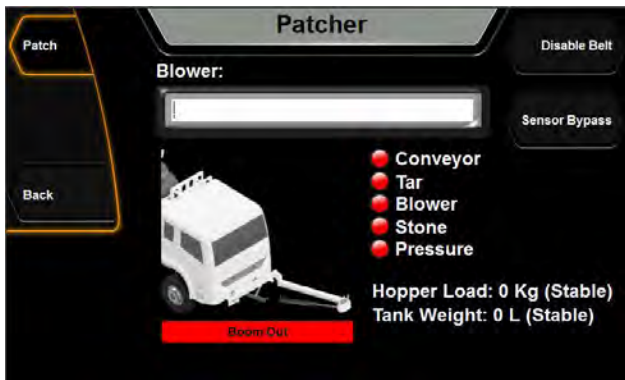 Patcher
Patch
Disable Belt
Blower:
Sensor Bypass
Conveyor
Tar
Back
Blower
Stone
Pressure
Hopper Load: 0 Kg (Stable)
Tank Weight: 0 L (Stable)
Boom Out